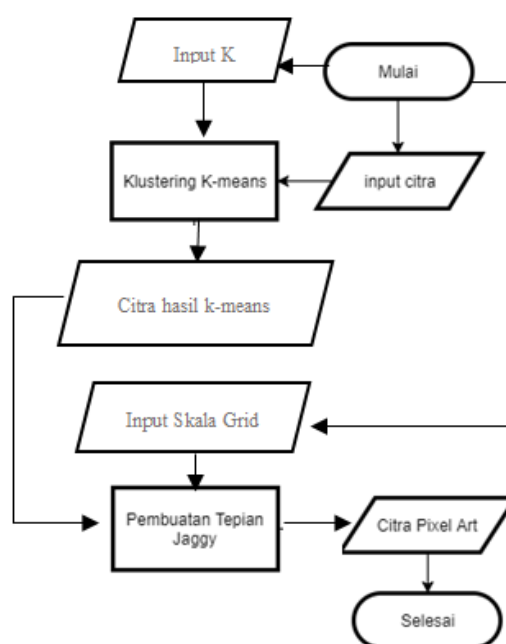 Input K
Mulai
Klustering K-means
input citra
Citra hasil k-means
Input Skala Grid
Pembuatan Tepian
Jaggy
Citra Pixel Art
Selesai